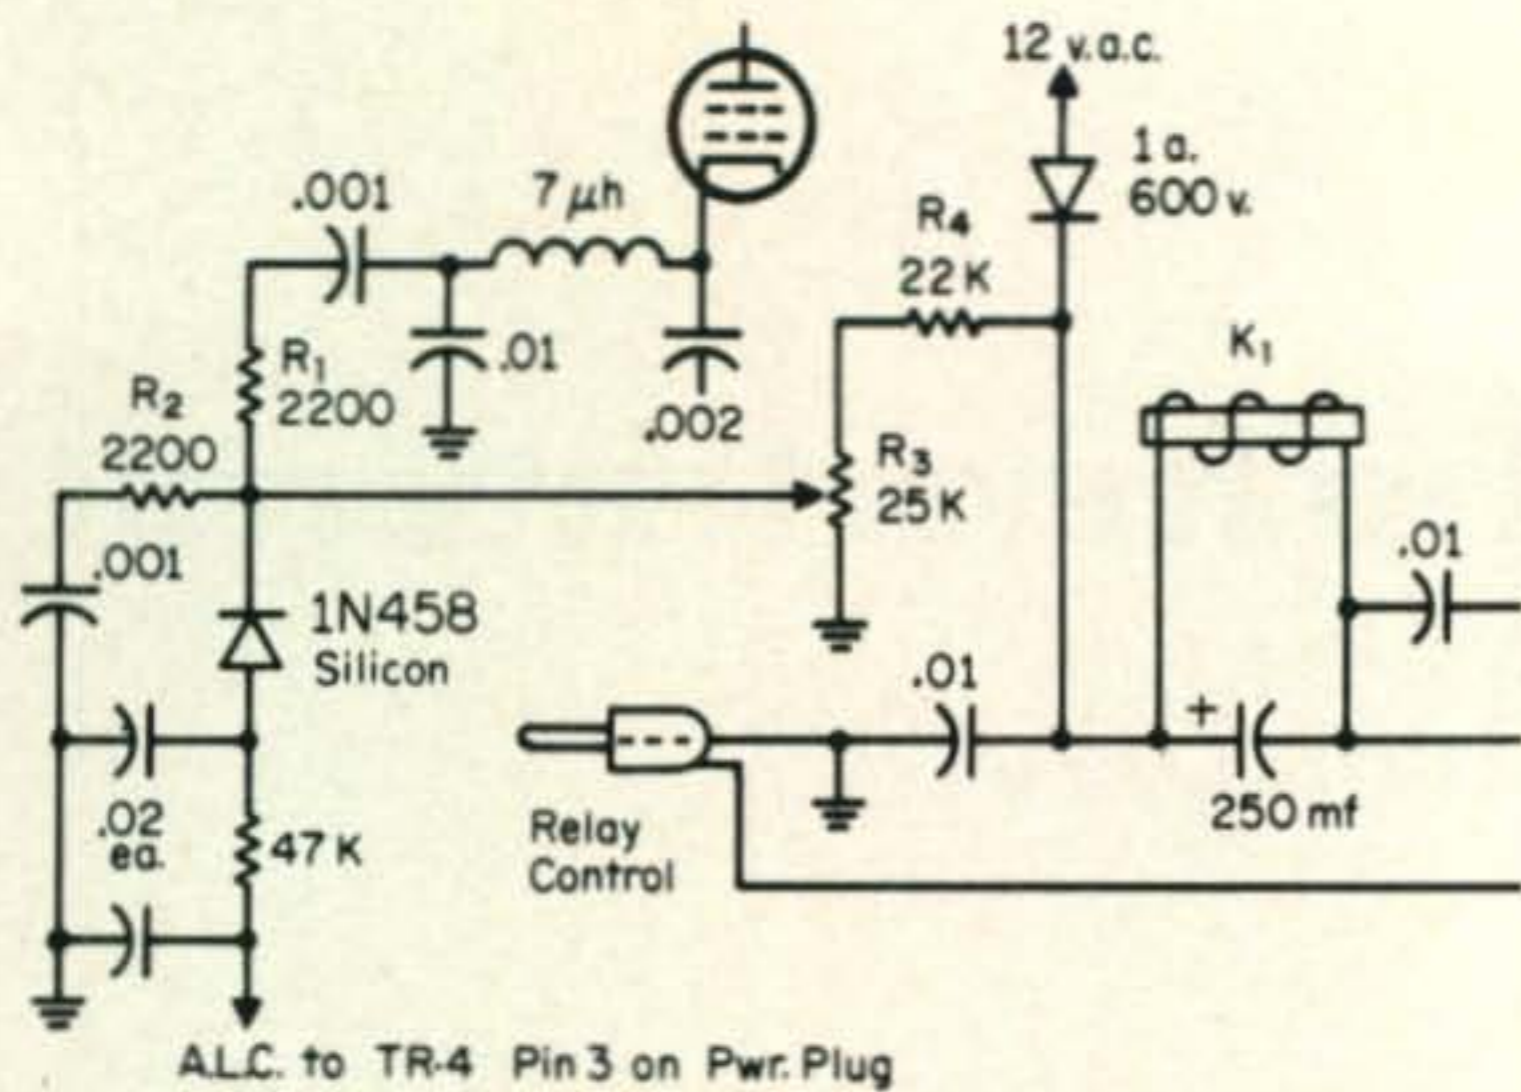 12 v.a.c.
1 a.
600 v.
.001
7 μh
R4
22 K
K1
R1
2200
.01
.002
R2
2200
R3
25 K
.001
.01
1N458
Silicon
.01
+
250 mf
.02
ea.
47 K
Relay
Control
A.L.C. to TR-4 Pin 3 on Pwr. Plug